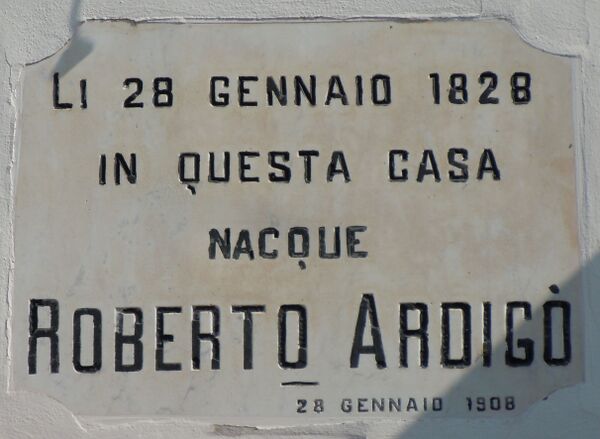 LI 28 GENNAIO 1828
IN QUESTA CASA
NACQUE
ROBERTO ARDIGÒ
28 GENNAIO 1908